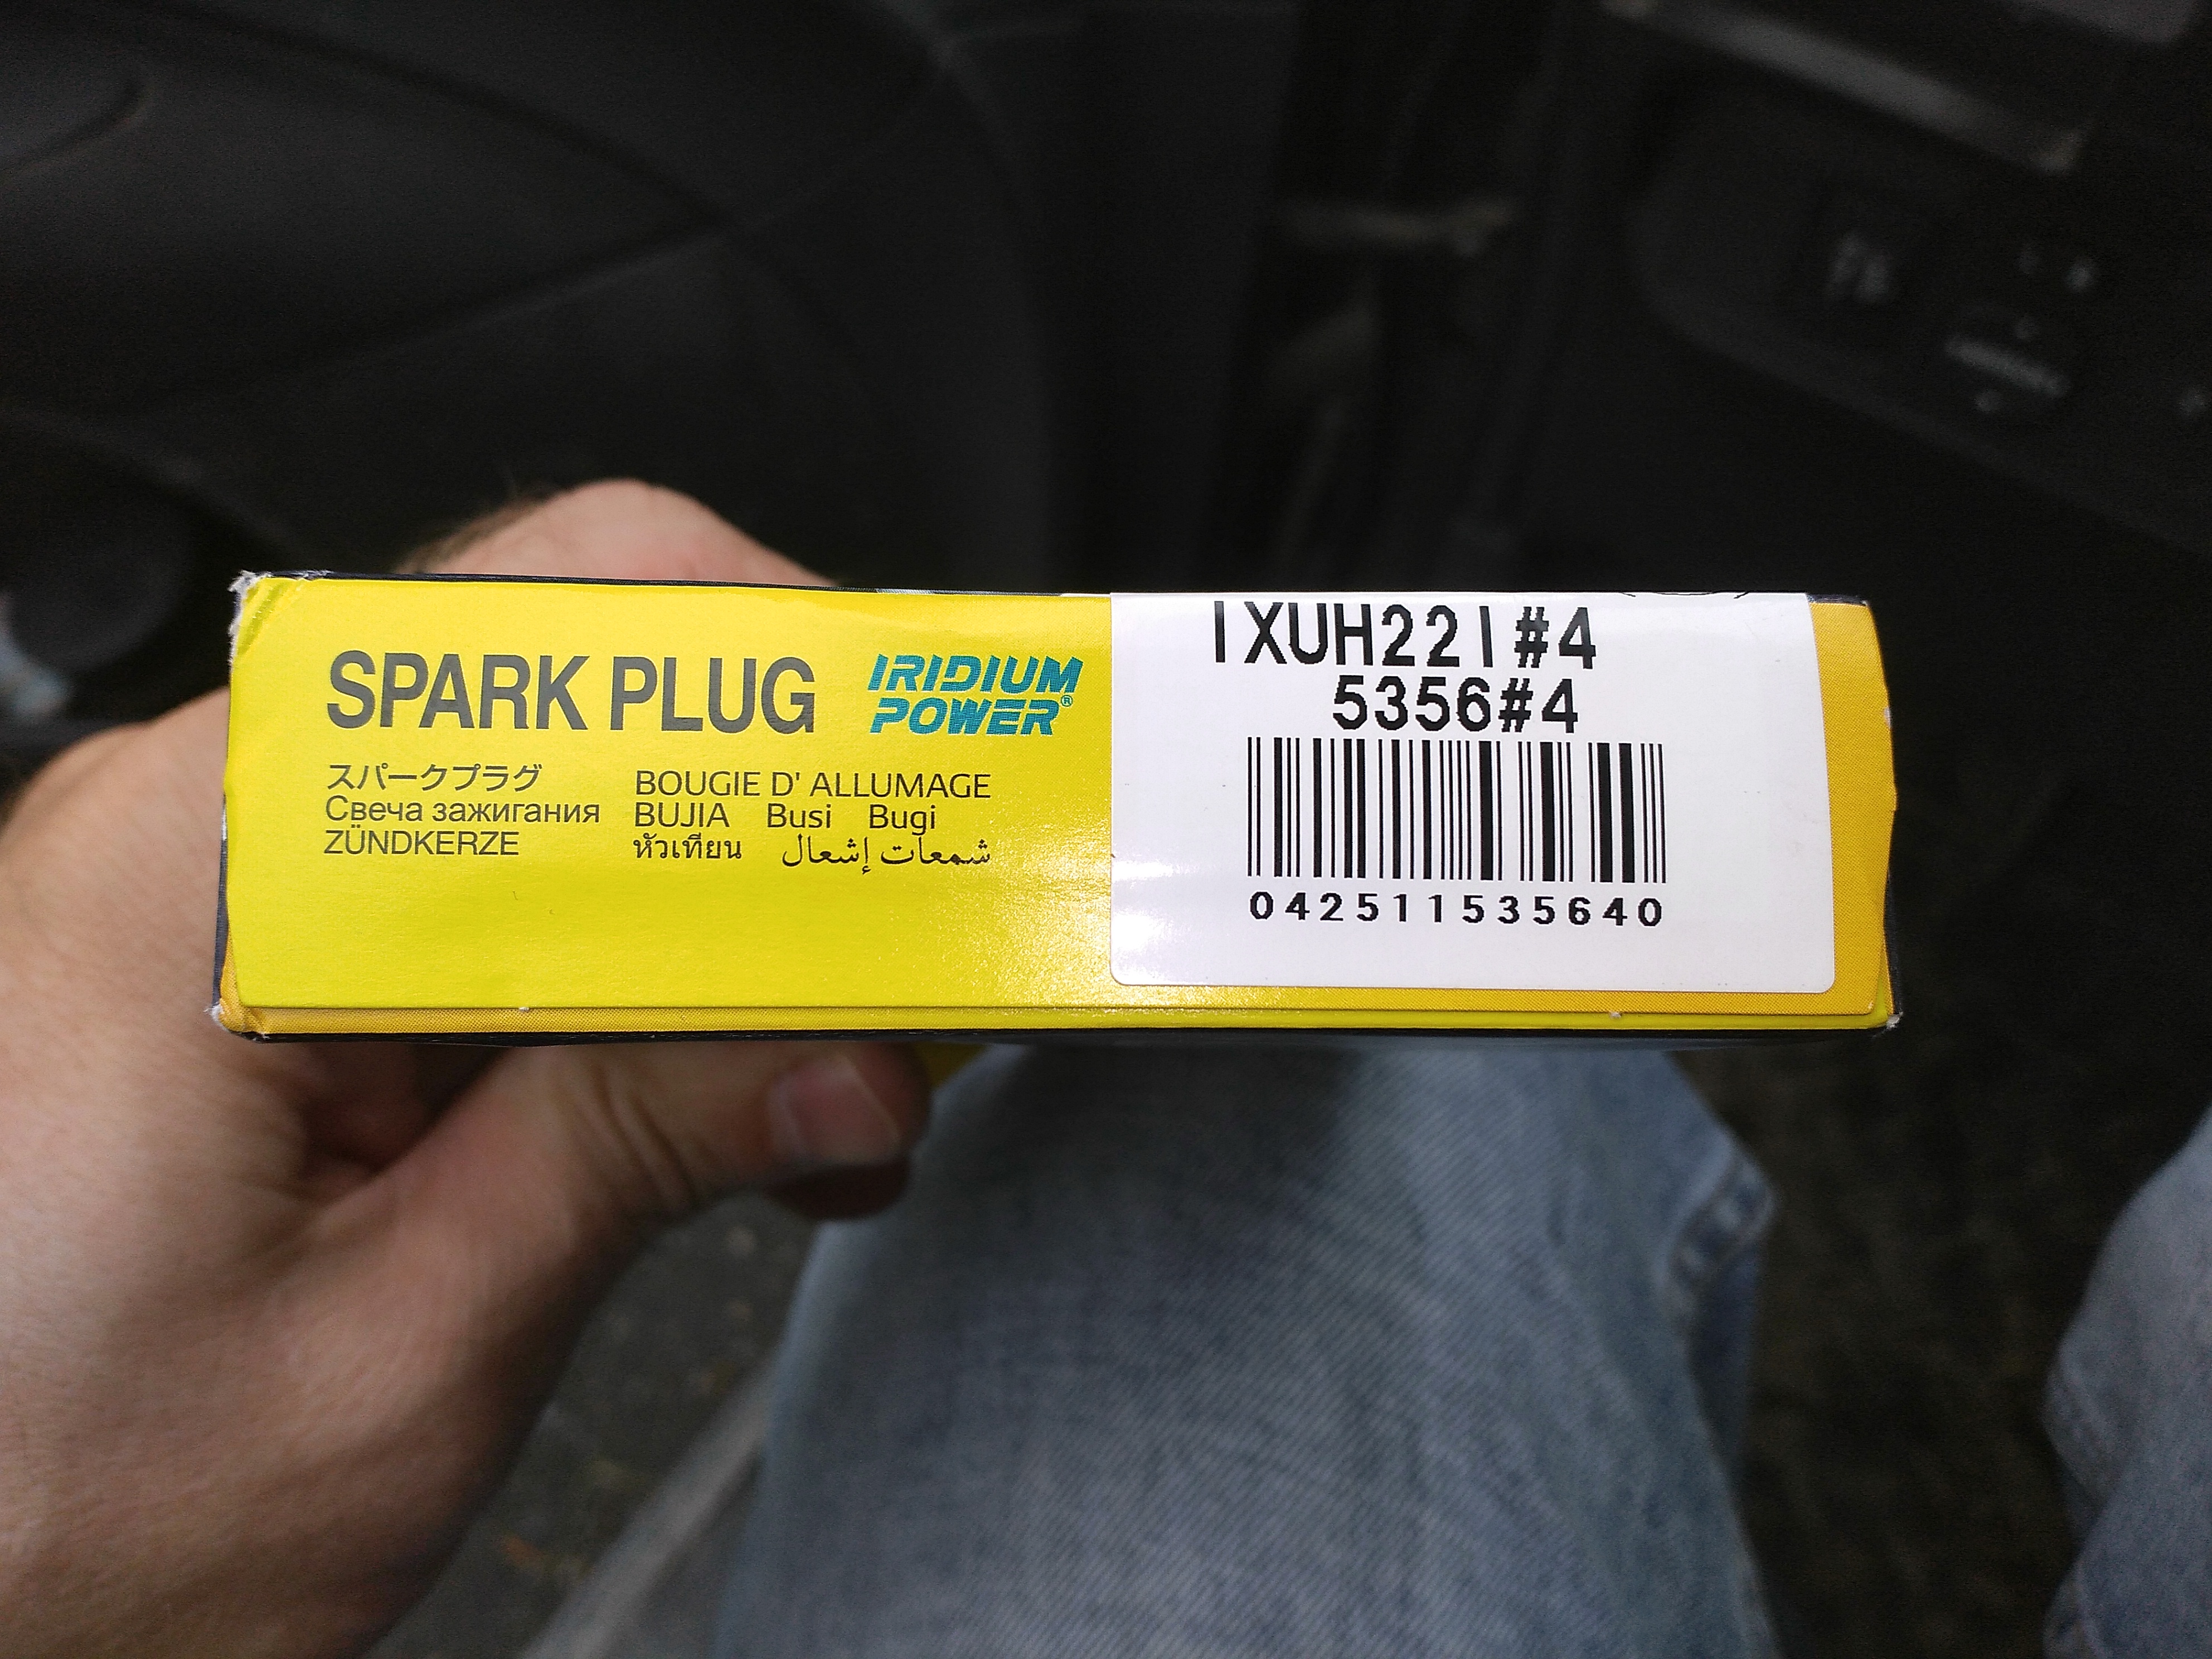 SPARK PLUG
IRIDIUM
POWER®
スパークプラグ
Свеча зажигания
ZÜNDKERZE
BOUGIE D' ALLUMAGE
BUJIA Busi Bugi
หัวเทียน شمعات إشعال
IXUH22I#4
5356#4
042511535640